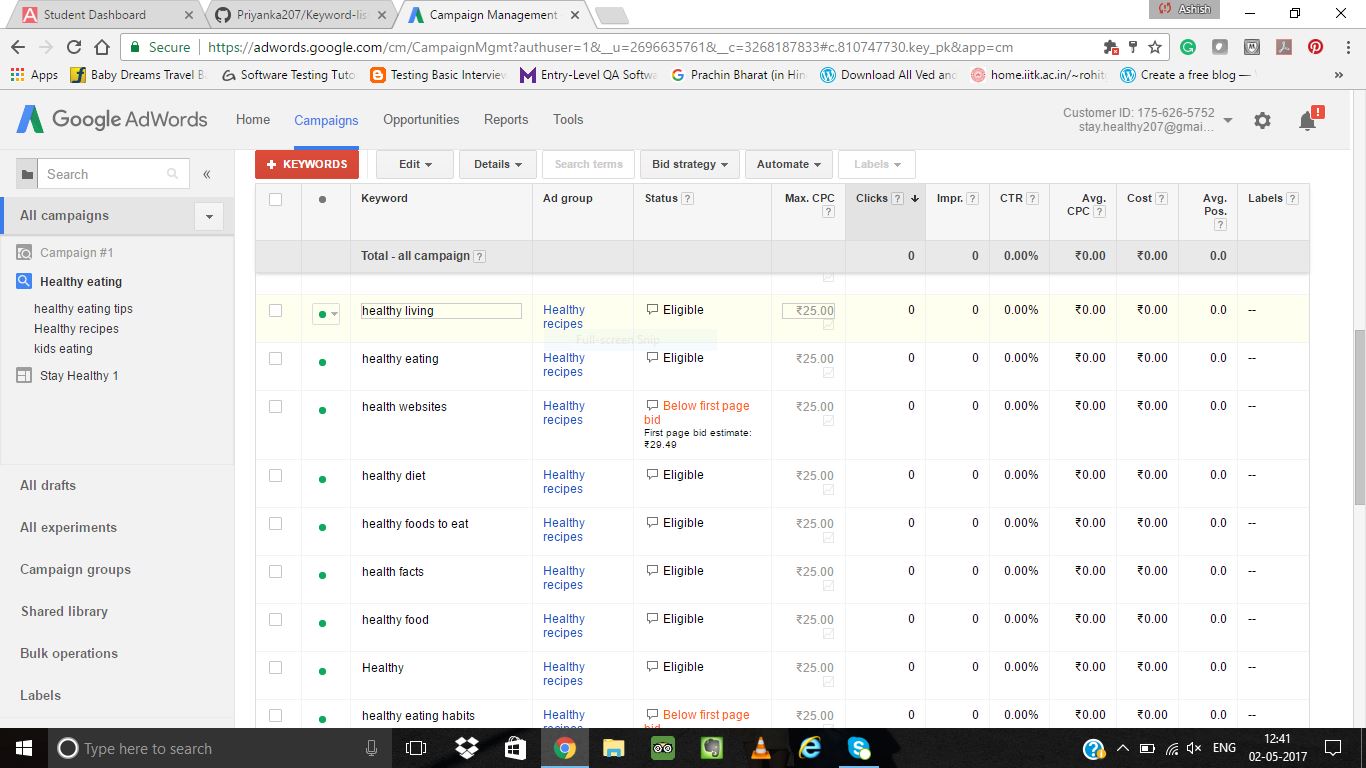 Student Dashboard
Priyanka207/Keyword-lis
Campaign Management
Ashish
Secure https://adwords.google.com/cm/CampaignMgmt?authuser=1&__u=2696635761&__c=3268187833#c.810747730.key_pk&app=cm
Apps Baby Dreams Travel B Software Testing Tuto Testing Basic Interview Entry-Level QA Softwa Prachin Bharat (in Hin Download All Ved and home.iitk.ac.in/~rohit Create a free blog — »
Google AdWords Home Campaigns Opportunities Reports Tools
Customer ID: 175-626-5752
stay.healthy207@gmai...
!
Search «
All campaigns
Campaign #1
Healthy eating
healthy eating tips
Healthy recipes
kids eating
Stay Healthy 1
All drafts
All experiments
Campaign groups
Shared library
Bulk operations
Labels
+ KEYWORDS Edit Details Search terms Bid strategy Automate Labels
Keyword Ad group Status ? Max. CPC ? Clicks ? Impr. ? CTR ? Avg. CPC ? Cost ? Avg. Pos. ? Labels ?
Total - all campaign ? 0 0 0.00% ₹0.00 ₹0.00 0.0
healthy living Healthy recipes Eligible ₹25.00 0 0 0.00% ₹0.00 ₹0.00 0.0 --
Full-screen Snip
healthy eating Healthy recipes Eligible ₹25.00 0 0 0.00% ₹0.00 ₹0.00 0.0 --
health websites Healthy recipes Below first page bid ₹25.00 0 0 0.00% ₹0.00 ₹0.00 0.0 --
First page bid estimate:
₹29.49
healthy diet Healthy recipes Eligible ₹25.00 0 0 0.00% ₹0.00 ₹0.00 0.0 --
healthy foods to eat Healthy recipes Eligible ₹25.00 0 0 0.00% ₹0.00 ₹0.00 0.0 --
health facts Healthy recipes Eligible ₹25.00 0 0 0.00% ₹0.00 ₹0.00 0.0 --
healthy food Healthy recipes Eligible ₹25.00 0 0 0.00% ₹0.00 ₹0.00 0.0 --
Healthy Healthy recipes Eligible ₹25.00 0 0 0.00% ₹0.00 ₹0.00 0.0 --
healthy eating habits Healthy recipes Below first page bid ₹25.00 0 0 0.00% ₹0.00 ₹0.00 0.0 --
Type here to search
ENG
12:41
02-05-2017